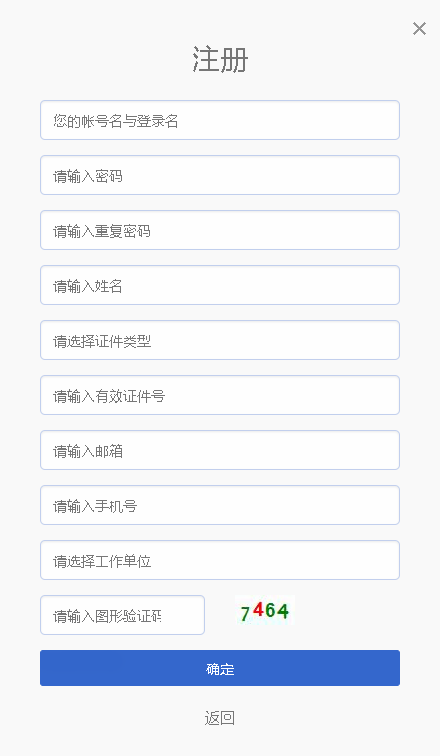 注册
您的帐号名与登录名
请输入密码
请输入重复密码
请输入姓名
请选择证件类型
请输入有效证件号
请输入邮箱
请输入手机号
请选择工作单位
请输入图形验证码
7464
确定
返回